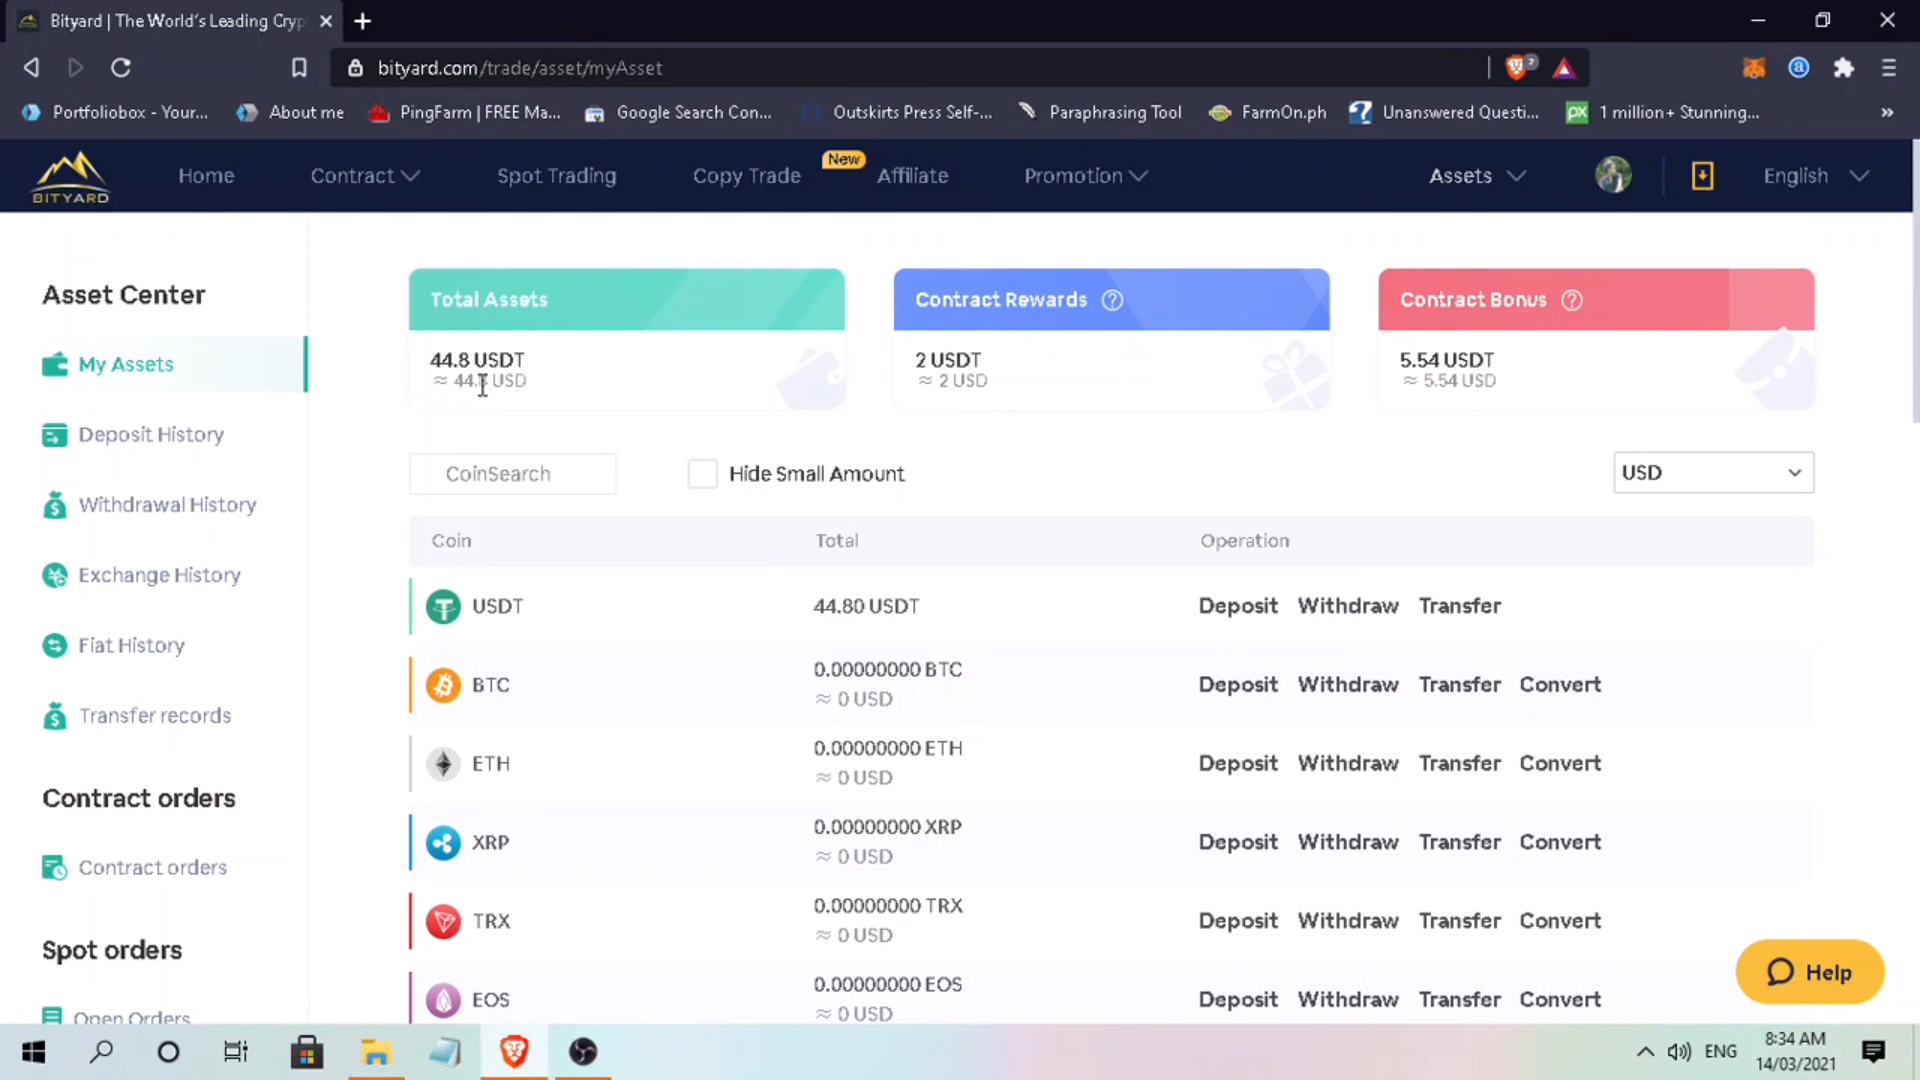 Bityard | The World's Leading Cryp
bityard.com/trade/asset/myAsset
2
Portfoliobox - Your...
About me
PingFarm | FREE Ma...
Google Search Con...
Outskirts Press Self-...
Paraphrasing Tool
FarmOn.ph
Unanswered Questi...
px
1 million+ Stunning...
BITYARD
Home
Contract
Spot Trading
Copy Trade
New
Affiliate
Promotion
Assets
English
Asset Center
My Assets
Deposit History
Withdrawal History
Exchange History
Fiat History
Transfer records
Contract orders
Contract orders
Spot orders
Open Orders
Total Assets
44.8 USDT
≈ 44.8 USD
Contract Rewards ?
2 USDT
≈ 2 USD
Contract Bonus ?
5.54 USDT
≈ 5.54 USD
CoinSearch
Hide Small Amount
USD
Coin Total Operation
USDT 44.80 USDT Deposit Withdraw Transfer
BTC 0.00000000 BTC Deposit Withdraw Transfer Convert
≈ 0 USD
ETH 0.00000000 ETH Deposit Withdraw Transfer Convert
≈ 0 USD
XRP 0.00000000 XRP Deposit Withdraw Transfer Convert
≈ 0 USD
TRX 0.00000000 TRX Deposit Withdraw Transfer Convert
≈ 0 USD
EOS 0.00000000 EOS Deposit Withdraw Transfer Convert
≈ 0 USD
Help
ENG
8:34 AM
14/03/2021